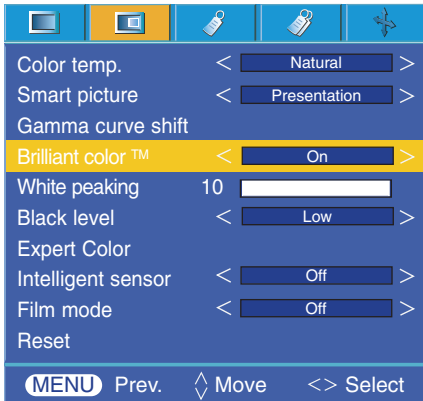 Color temp. < Natural >
Smart picture < Presentation >
Gamma curve shift
Brilliant color ™ < On >
White peaking 10
Black level < Low >
Expert Color
Intelligent sensor < Off >
Film mode < Off >
Reset
MENU Prev. Move <> Select